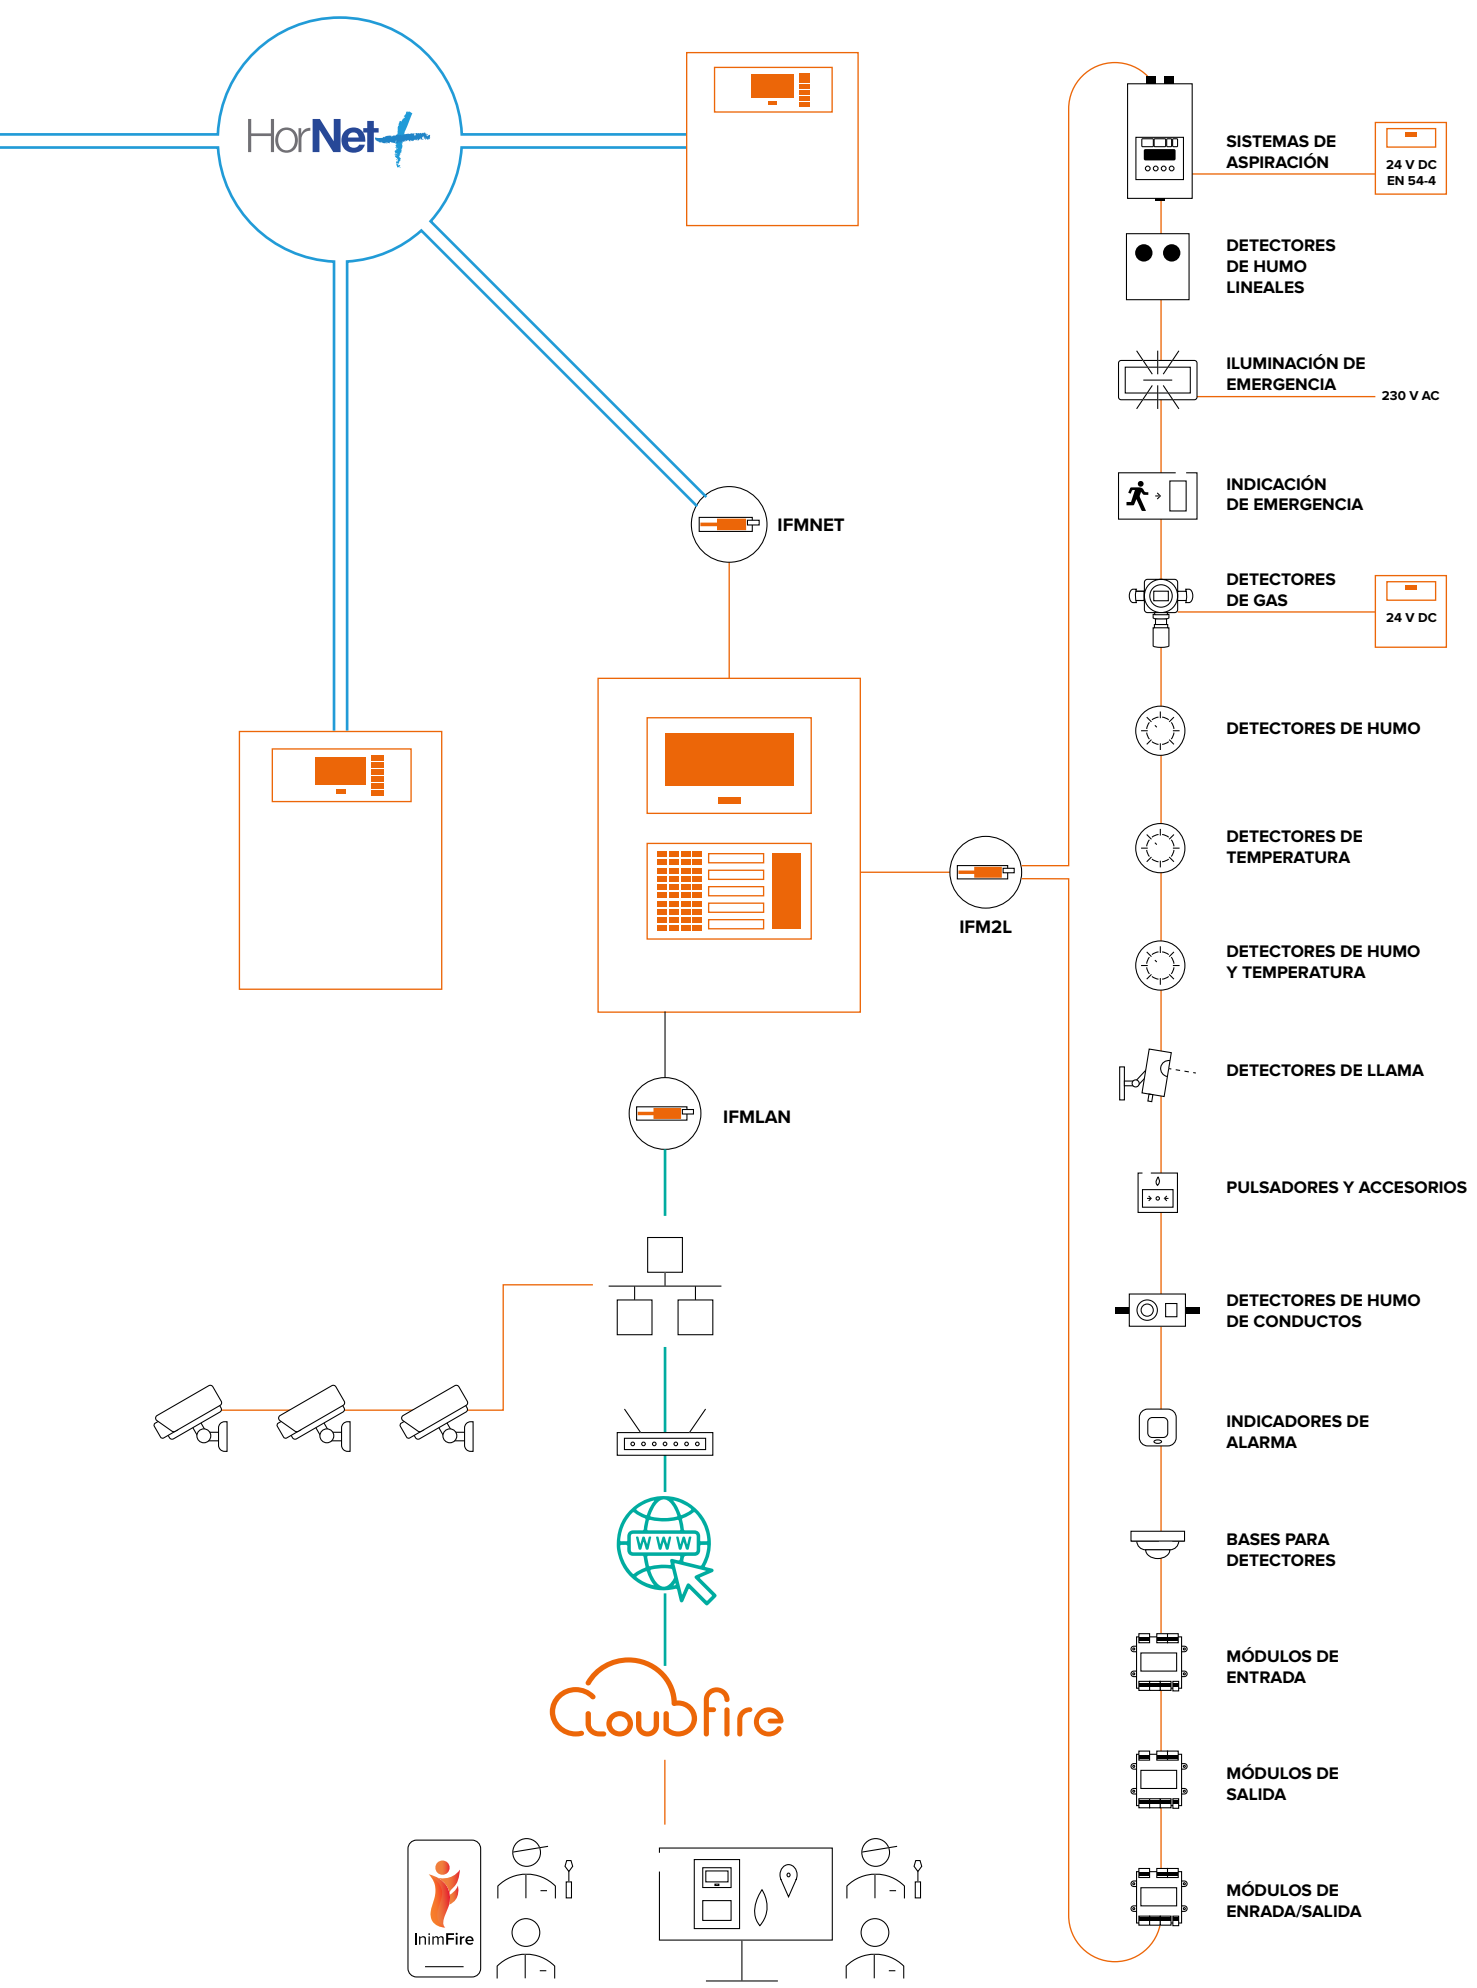 HorNet+
SISTEMAS DE
ASPIRACIÓN
24 V DC
EN 54-4
DETECTORES
DE HUMO
LINEALES
ILUMINACIÓN DE
EMERGENCIA
230 V AC
INDICACIÓN
DE EMERGENCIA
IFMNET
DETECTORES
DE GAS
24 V DC
DETECTORES DE HUMO
DETECTORES DE
TEMPERATURA
IFM2L
DETECTORES DE HUMO
Y TEMPERATURA
DETECTORES DE LLAMA
IFMLAN
PULSADORES Y ACCESORIOS
DETECTORES DE HUMO
DE CONDUCTOS
INDICADORES DE
ALARMA
WWW
BASES PARA
DETECTORES
MÓDULOS DE
ENTRADA
Cloudfire
MÓDULOS DE
SALIDA
MÓDULOS DE
ENRADA/SALIDA
InimFire